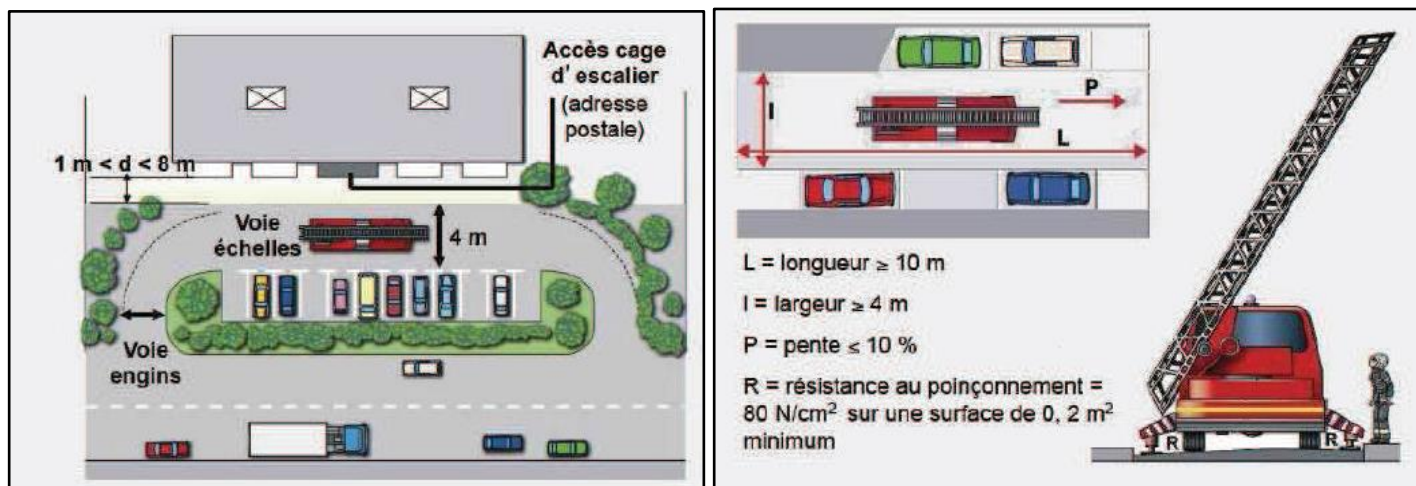 Accès cage
d’ escalier
(adresse
postale)
1 m < d < 8 m
Voie
échelles
4 m
Voie
engins
P
l
L
L = longueur ≥ 10 m
l = largeur ≥ 4 m
P = pente ≤ 10 %
R = résistance au poinçonnement =
80 N/cm² sur une surface de 0, 2 m²
minimum
R
R